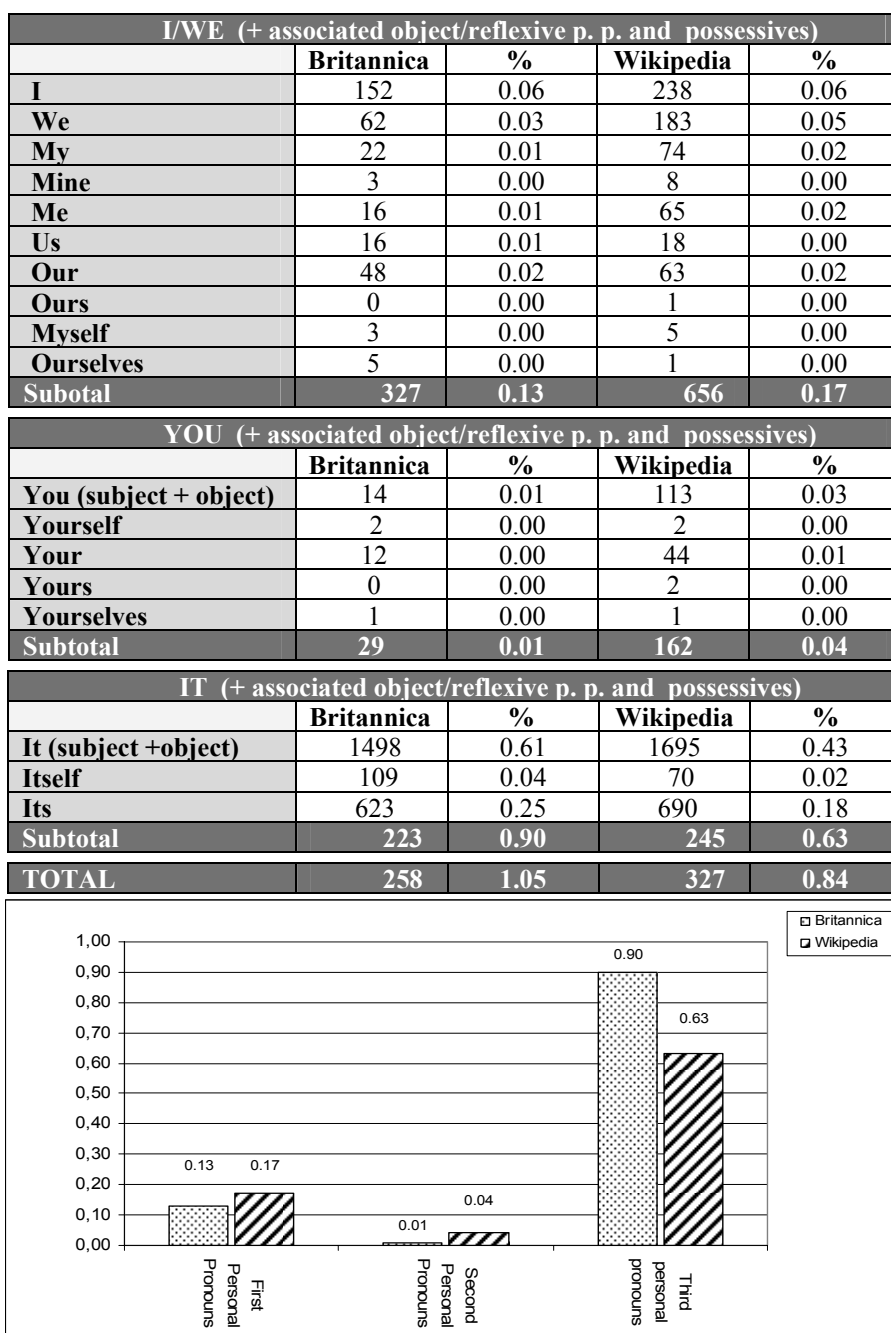 I/WE (+ associated object/reflexive p. p. and possessives)
Britannica % Wikipedia %
I 152 0.06 238 0.06
We 62 0.03 183 0.05
My 22 0.01 74 0.02
Mine 3 0.00 8 0.00
Me 16 0.01 65 0.02
Us 16 0.01 18 0.00
Our 48 0.02 63 0.02
Ours 0 0.00 1 0.00
Myself 3 0.00 5 0.00
Ourselves 5 0.00 1 0.00
Subotal 327 0.13 656 0.17
YOU (+ associated object/reflexive p. p. and possessives)
Britannica % Wikipedia %
You (subject + object) 14 0.01 113 0.03
Yourself 2 0.00 2 0.00
Your 12 0.00 44 0.01
Yours 0 0.00 2 0.00
Yourselves 1 0.00 1 0.00
Subtotal 29 0.01 162 0.04
IT (+ associated object/reflexive p. p. and possessives)
Britannica % Wikipedia %
It (subject +object) 1498 0.61 1695 0.43
Itself 109 0.04 70 0.02
Its 623 0.25 690 0.18
Subtotal 223 0.90 245 0.63
TOTAL 258 1.05 327 0.84
Britannica
Wikipedia
1,00
0,90
0,80
0,70
0,60
0,50
0,40
0,30
0,20
0,10
0,00
0.13
0.17
0.01
0.04
0.90
0.63
First
Personal
Pronouns
Second
Personal
Pronouns
Third
personal
pronouns